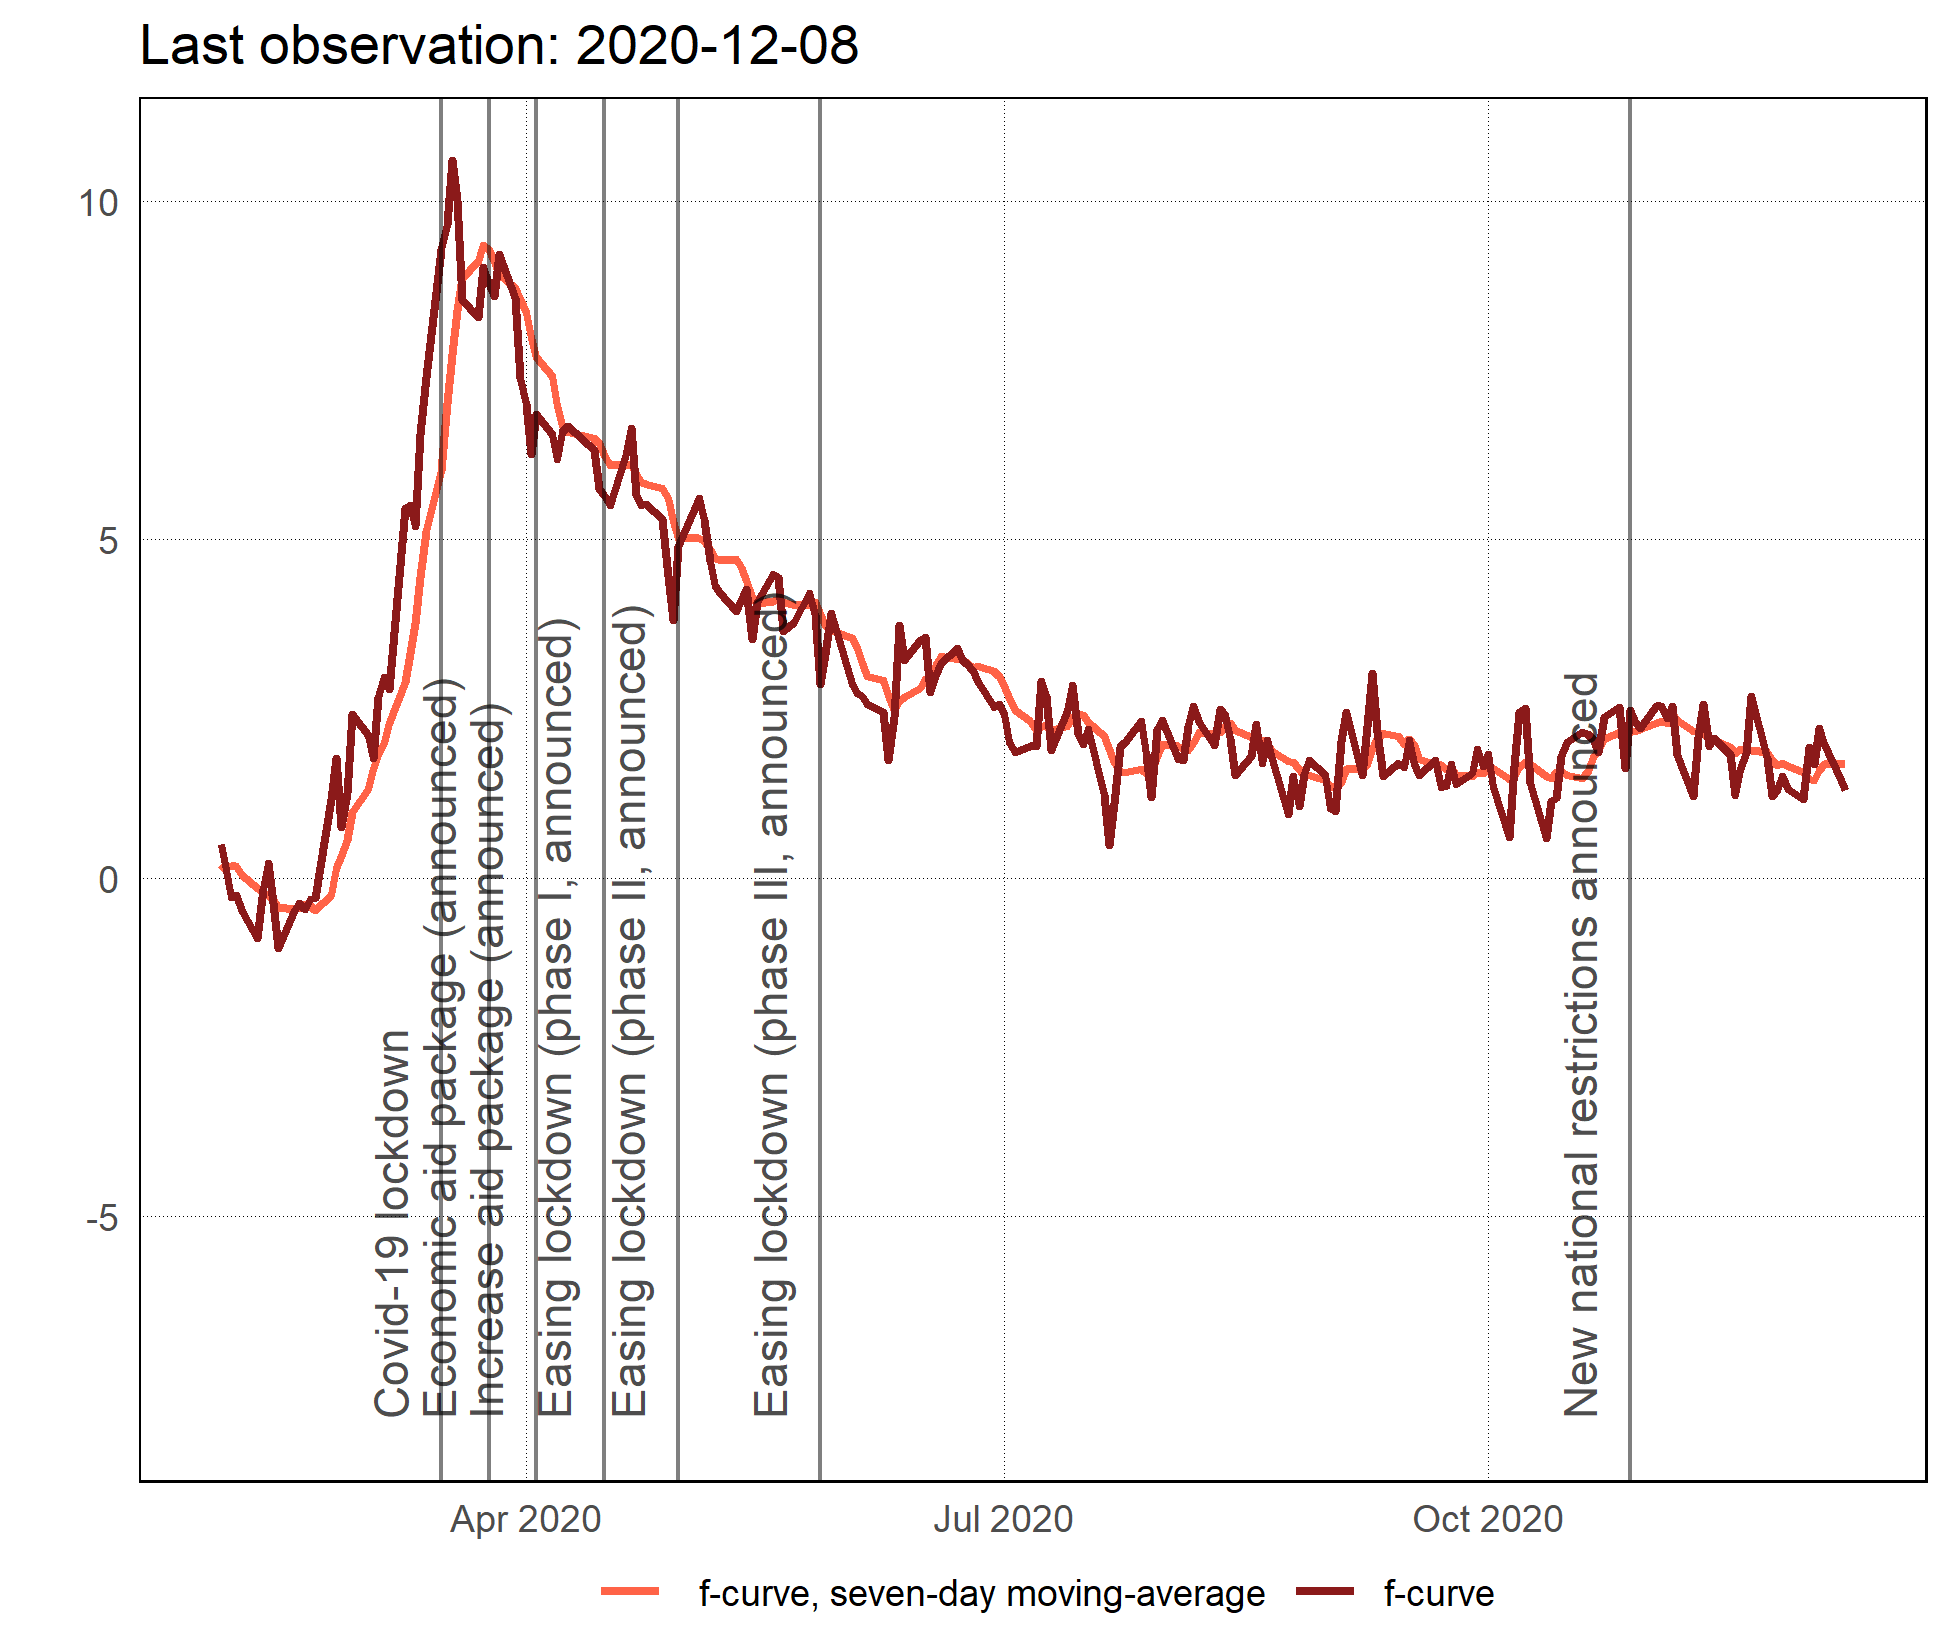 Last observation: 2020-12-08
10
5
0
-5
Covid-19 lockdown
Economic aid package (announced)
Increase aid package (announced)
Easing lockdown (phase I, announced)
Easing lockdown (phase II, announced)
Easing lockdown (phase III, announced)
New national restrictions announced
Apr 2020
Jul 2020
Oct 2020
f-curve, seven-day moving-average
f-curve